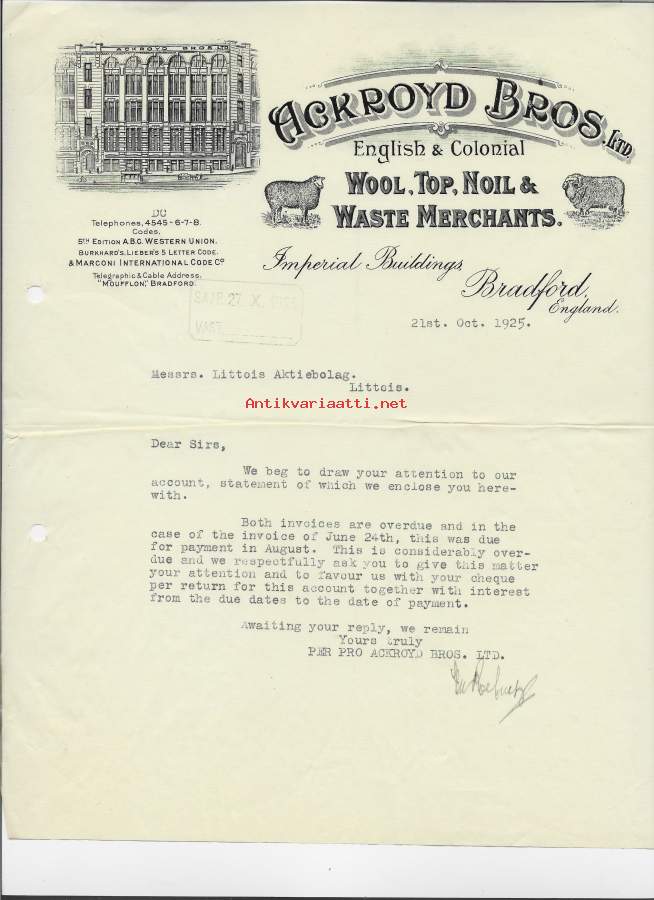 ACKROYD BROS LTD
ACKROYD BROS. LTD.
English & Colonial
WOOL, TOP, NOIL &
WASTE MERCHANTS.
DC
Telephones, 4545-6-7-8.
Codes,
5TH EDITION A.B.C. WESTERN UNION.
BURKHARD'S, LIEBER'S 5 LETTER CODE.
& MARCONI INTERNATIONAL CODE Co
Telegraphic & Cable Address,
"MOUFFLON," BRADFORD.
Imperial Buildings,
Bradford,
England.
27 X.
VAST
21st. Oct. 1925.
Messrs. Littois Aktiebolag.
Littois.
Antikvariaatti.net
Dear Sirs,
We beg to draw your attention to our
account, statement of which we enclose you here-
with.
Both invoices are overdue and in the
case of the invoice of June 24th, this was due
for payment in August. This is considerably over-
due and we respectfully ask you to give this matter
your attention and to favour us with your cheque
per return for this account together with interest
from the due dates to the date of payment.
Awaiting your reply, we remain
Yours truly
PER PRO ACKROYD BROS. LTD.